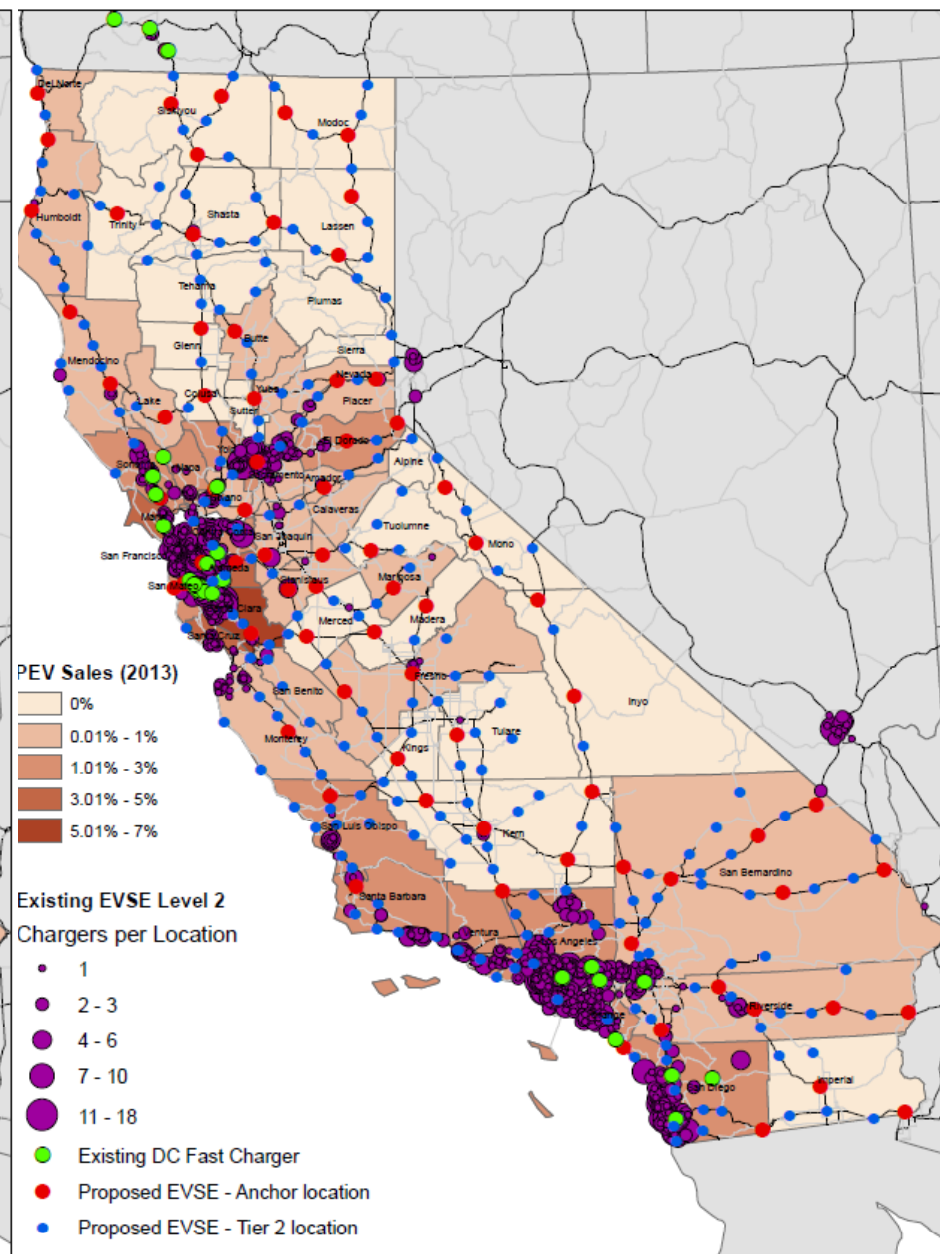 Del Norte
Siskiyou
Modoc
Humboldt
Trinity
Shasta
Lassen
Tehama
Plumas
Glenn
Butte
Sierra
Mendocino
Nevada
Lake
Colusa
Yuba
Placer
Sutter
El Dorado
Yolo
Napa
Alpine
Amador
Calaveras
Tuolumne
San Joaquin
Mono
San Francisco
Alameda
San Mateo
Stanislaus
Mariposa
Merced
Madera
Santa Cruz
PEV Sales (2013)
0%
0.01% - 1%
1.01% - 3%
3.01% - 5%
5.01% - 7%
Fresno
San Benito
Inyo
Monterey
Tulare
Kings
San Luis Obispo
Kern
San Bernardino
Santa Barbara
Ventura
Los Angeles
Riverside
San Diego
Imperial
Existing EVSE Level 2
Chargers per Location
1
2 - 3
4 - 6
7 - 10
11 - 18
Existing DC Fast Charger
Proposed EVSE - Anchor location
Proposed EVSE - Tier 2 location